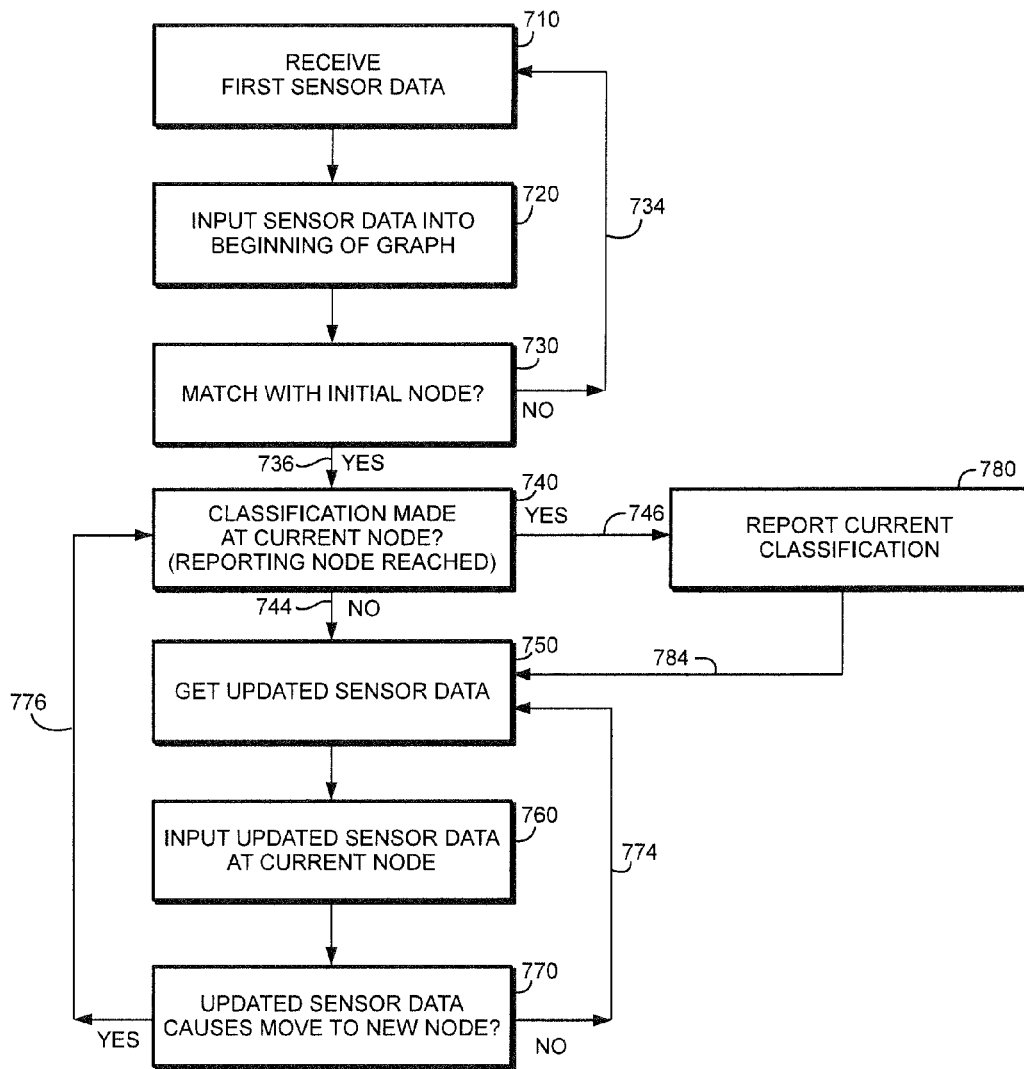 710
RECEIVE
FIRST SENSOR DATA
720
INPUT SENSOR DATA INTO
BEGINNING OF GRAPH
734
730
MATCH WITH INITIAL NODE?
NO
736 YES
740
CLASSIFICATION MADE
AT CURRENT NODE?
(REPORTING NODE REACHED)
YES
746
780
REPORT CURRENT
CLASSIFICATION
744 NO
750
GET UPDATED SENSOR DATA
784
776
760
INPUT UPDATED SENSOR DATA
AT CURRENT NODE
774
770
UPDATED SENSOR DATA
CAUSES MOVE TO NEW NODE?
YES
NO